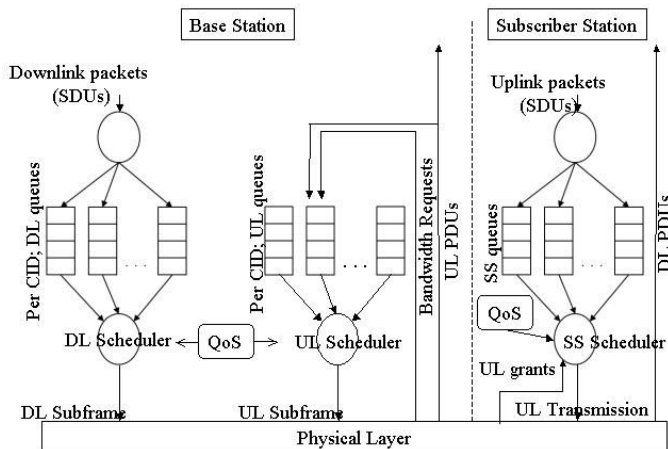 Base Station
Subscriber Station
Downlink packets
(SDUs)
Uplink packets
(SDUs)
Per CID; DL queues
. . .
Per CID; UL queues
. . .
Bandwidth Requests
UL PDUs
SS queues
. . .
DL PDUs
DL Scheduler
QoS
UL Scheduler
QoS
SS Scheduler
UL grants
DL Subframe
UL Subframe
UL Transmission
Physical Layer